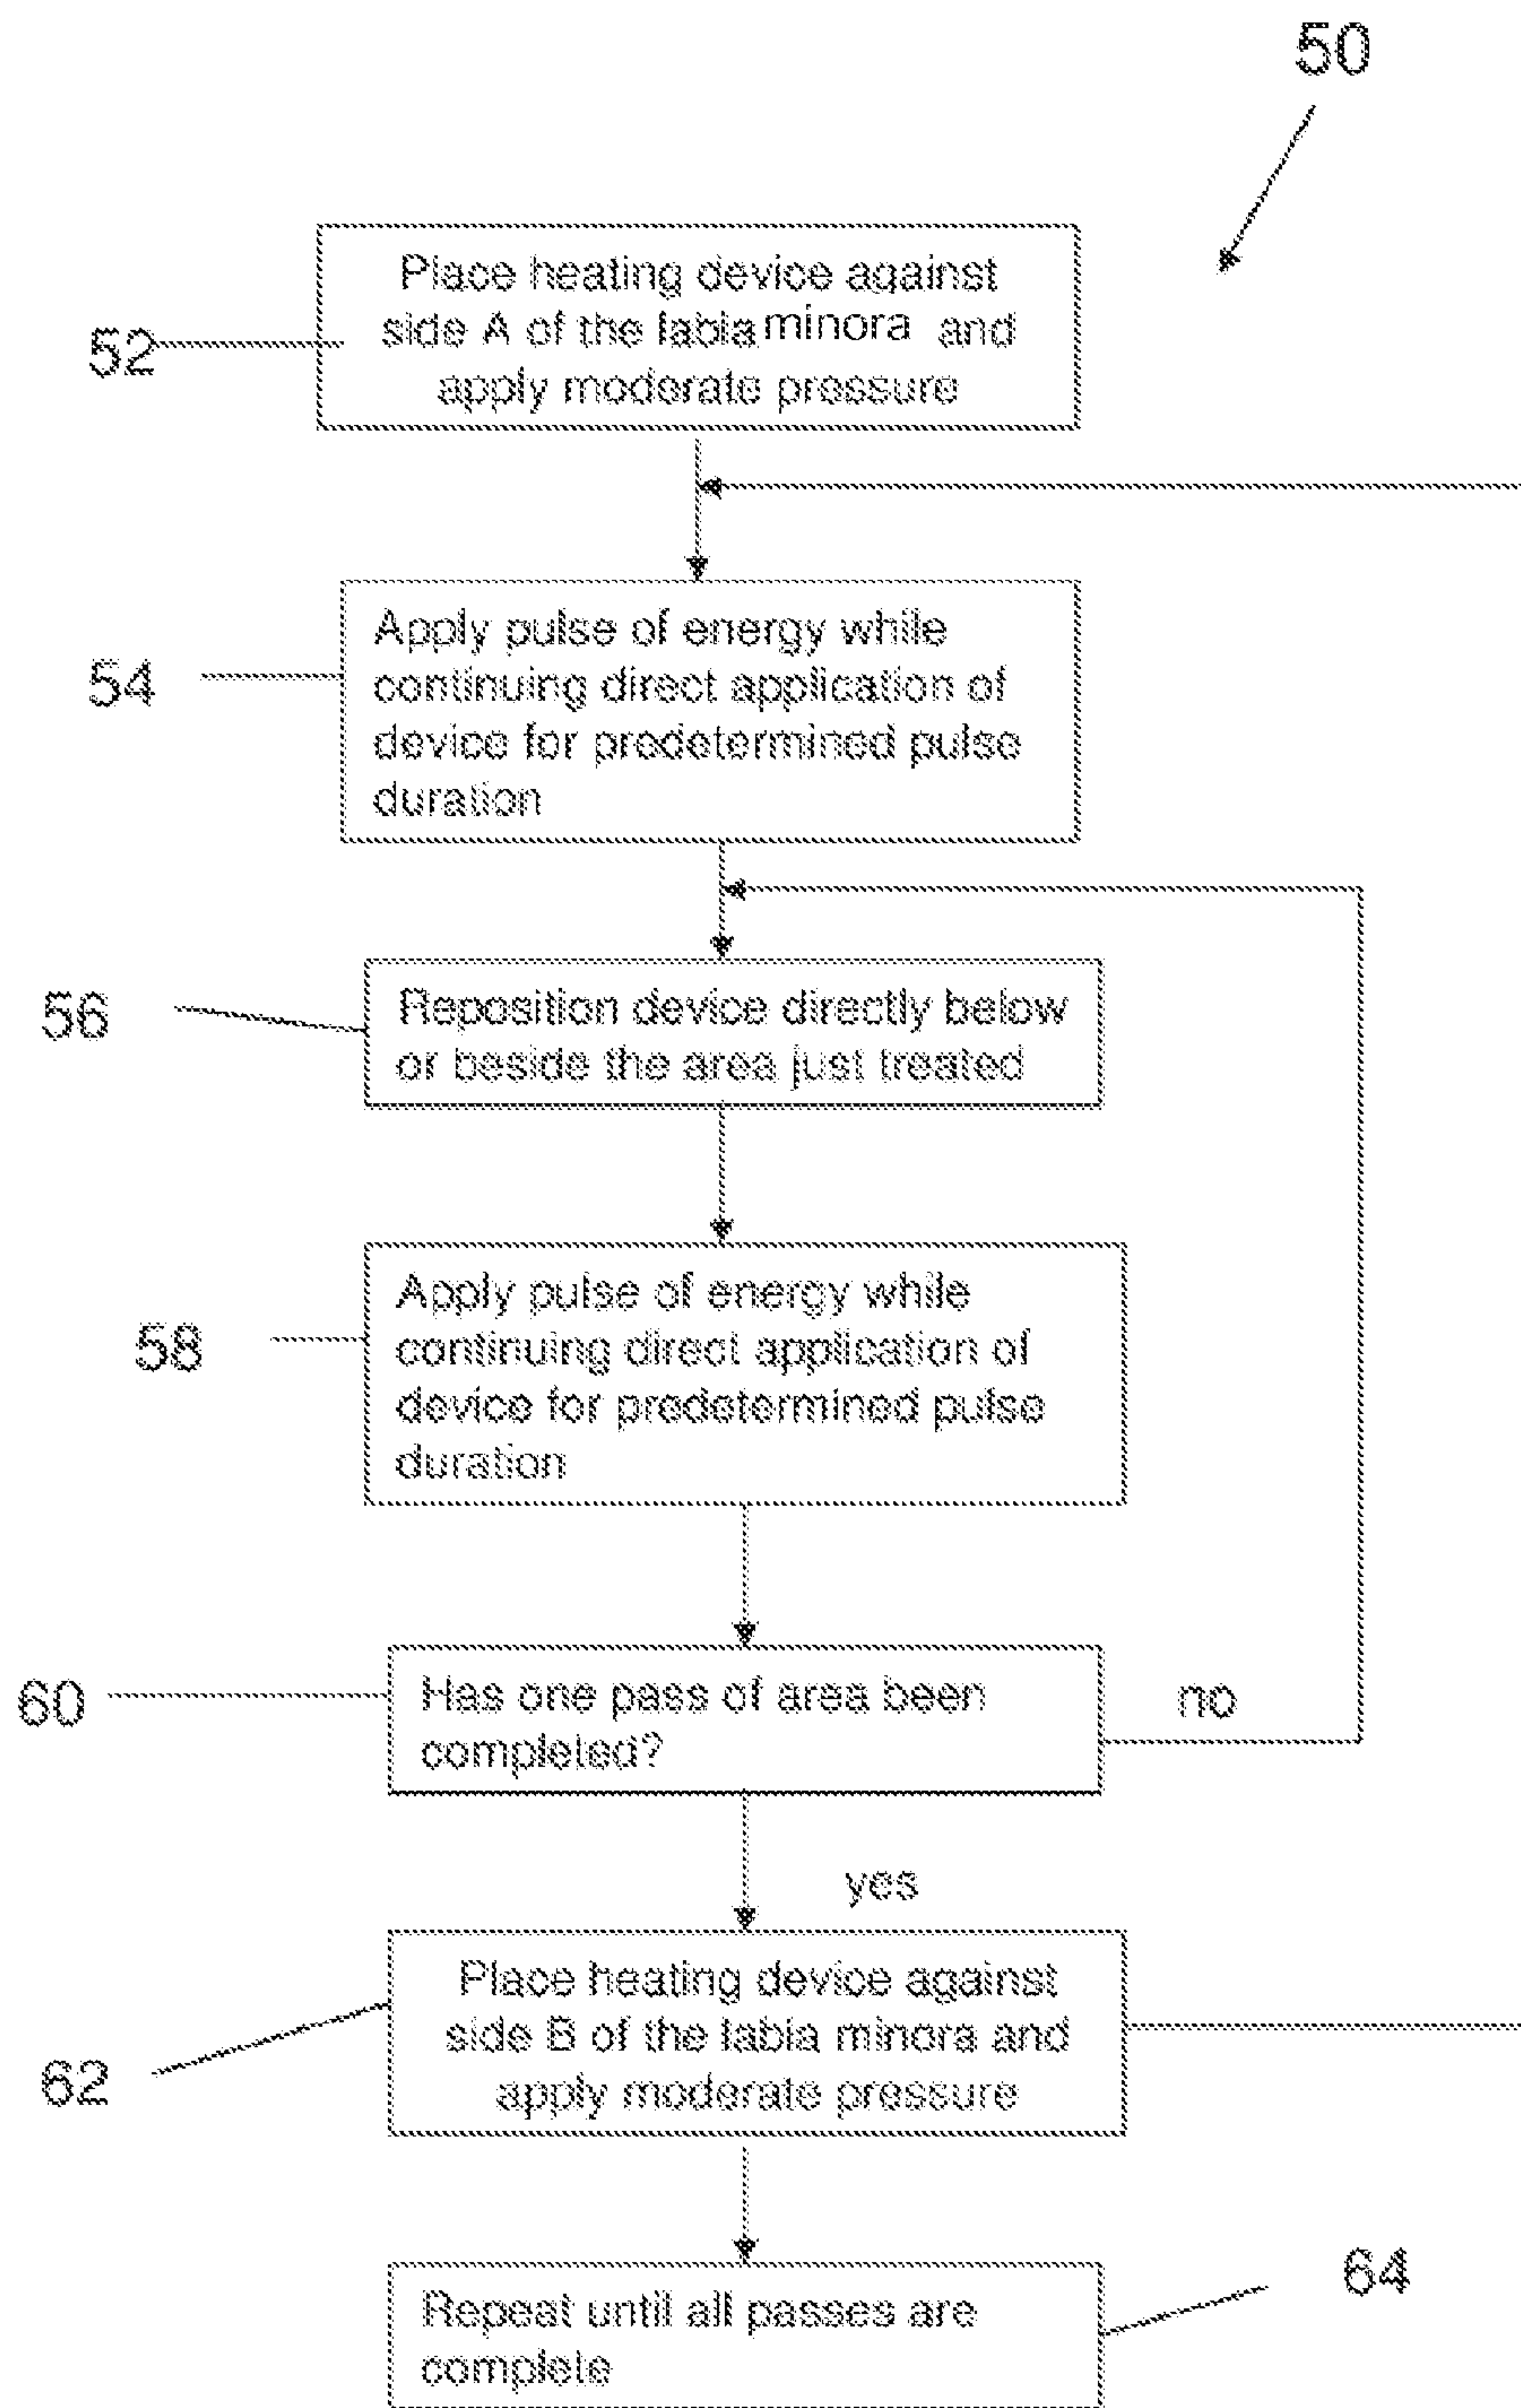 50
Place heating device against
52
side A of the labia minora and
apply moderate pressure
Apply pulse of energy while
54
continuing direct application of
device for predetermined pulse
duration
56
Reposition device directly below
or beside the area just treated
Apply pulse of energy while
58
continuing direct application of
device for predetermined pulse
duration
60
Has one pass of area been
no
completed?
yes
Place heating device against
side B of the labia minora and
62
apply moderate pressure
64
Repeat until all passes are
complete